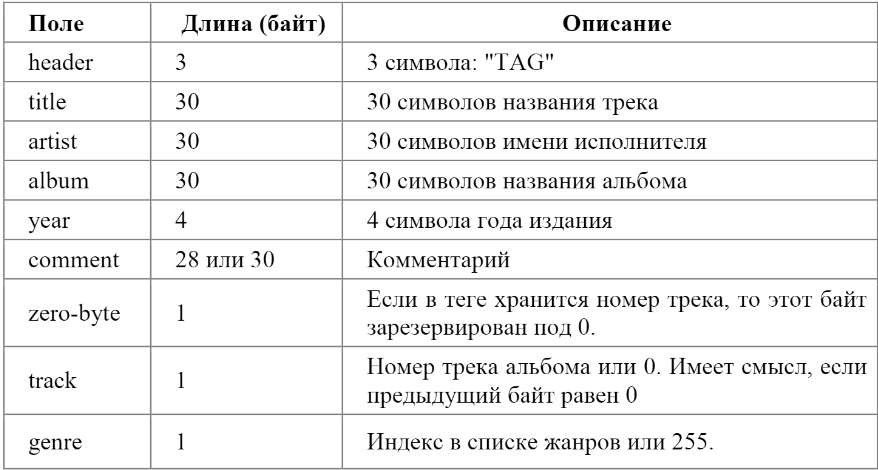 Поле Длина (байт) Описание
header 3 3 символа: "TAG"
title 30 30 символов названия трека
artist 30 30 символов имени исполнителя
album 30 30 символов названия альбома
year 4 4 символа года издания
comment 28 или 30 Комментарий
zero-byte 1 Если в теге хранится номер трека, то этот байт
зарезервирован под 0.
track 1 Номер трека альбома или 0. Имеет смысл, если
предыдущий байт равен 0
genre 1 Индекс в списке жанров или 255.